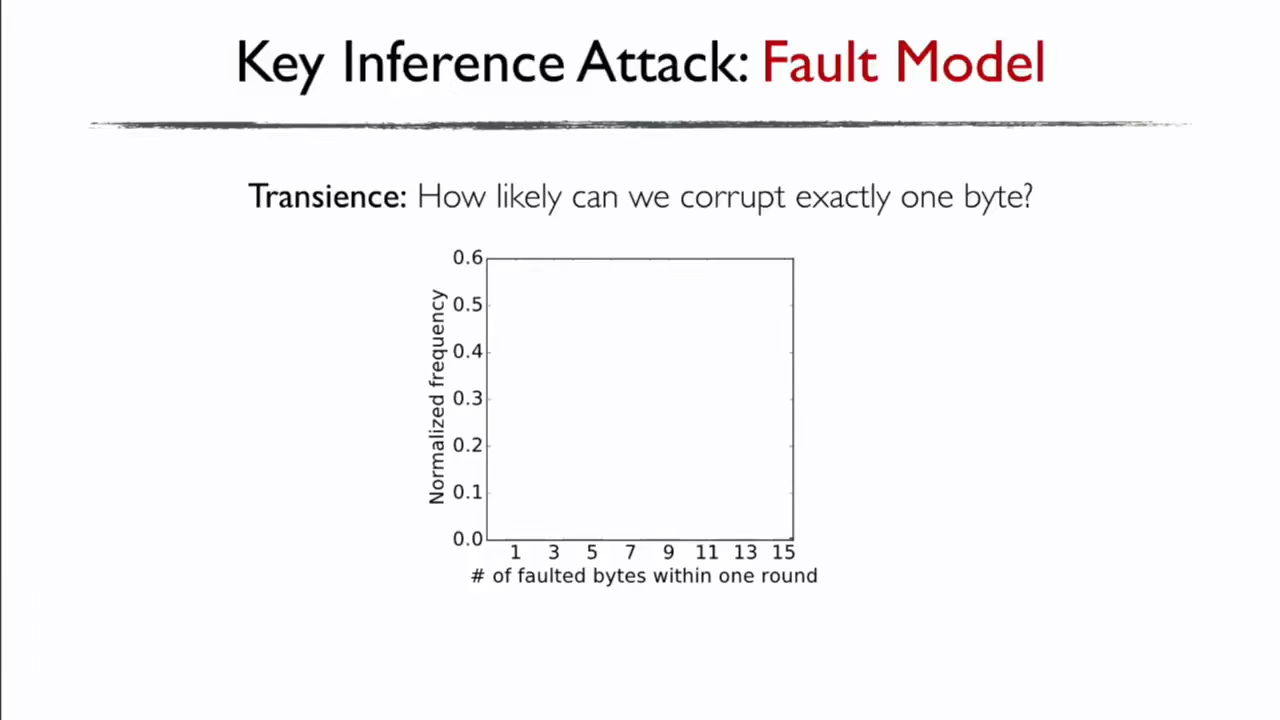 Key Inference Attack: Fault Model
Transience: How likely can we corrupt exactly one byte?
0.6
0.5
0.4
0.3
0.2
0.1
0.0
Normalized frequency
1 3 5 7 9 11 13 15
# of faulted bytes within one round